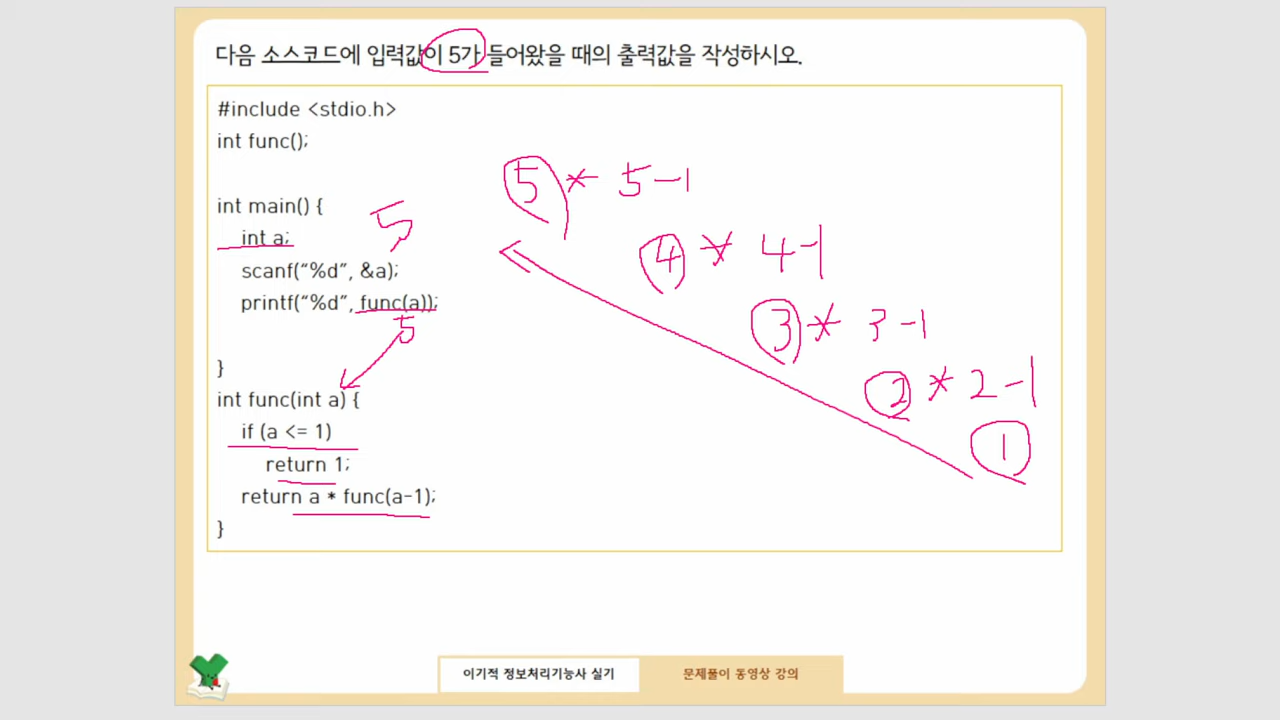 다음 소스코드에 입력값이 5가 들어왔을 때의 출력값을 작성하시오.
#include <stdio.h>
int func();
int main() {
int a;
scanf("%d", &a);
printf("%d", func(a));
}
int func(int a) {
if (a <= 1)
return 1;
return a * func(a-1);
}
5
5
5 * 5-1
4 * 4-1
3 * 3-1
2 * 2-1
1
이기적 정보처리기능사 실기
문제풀이 동영상 강의